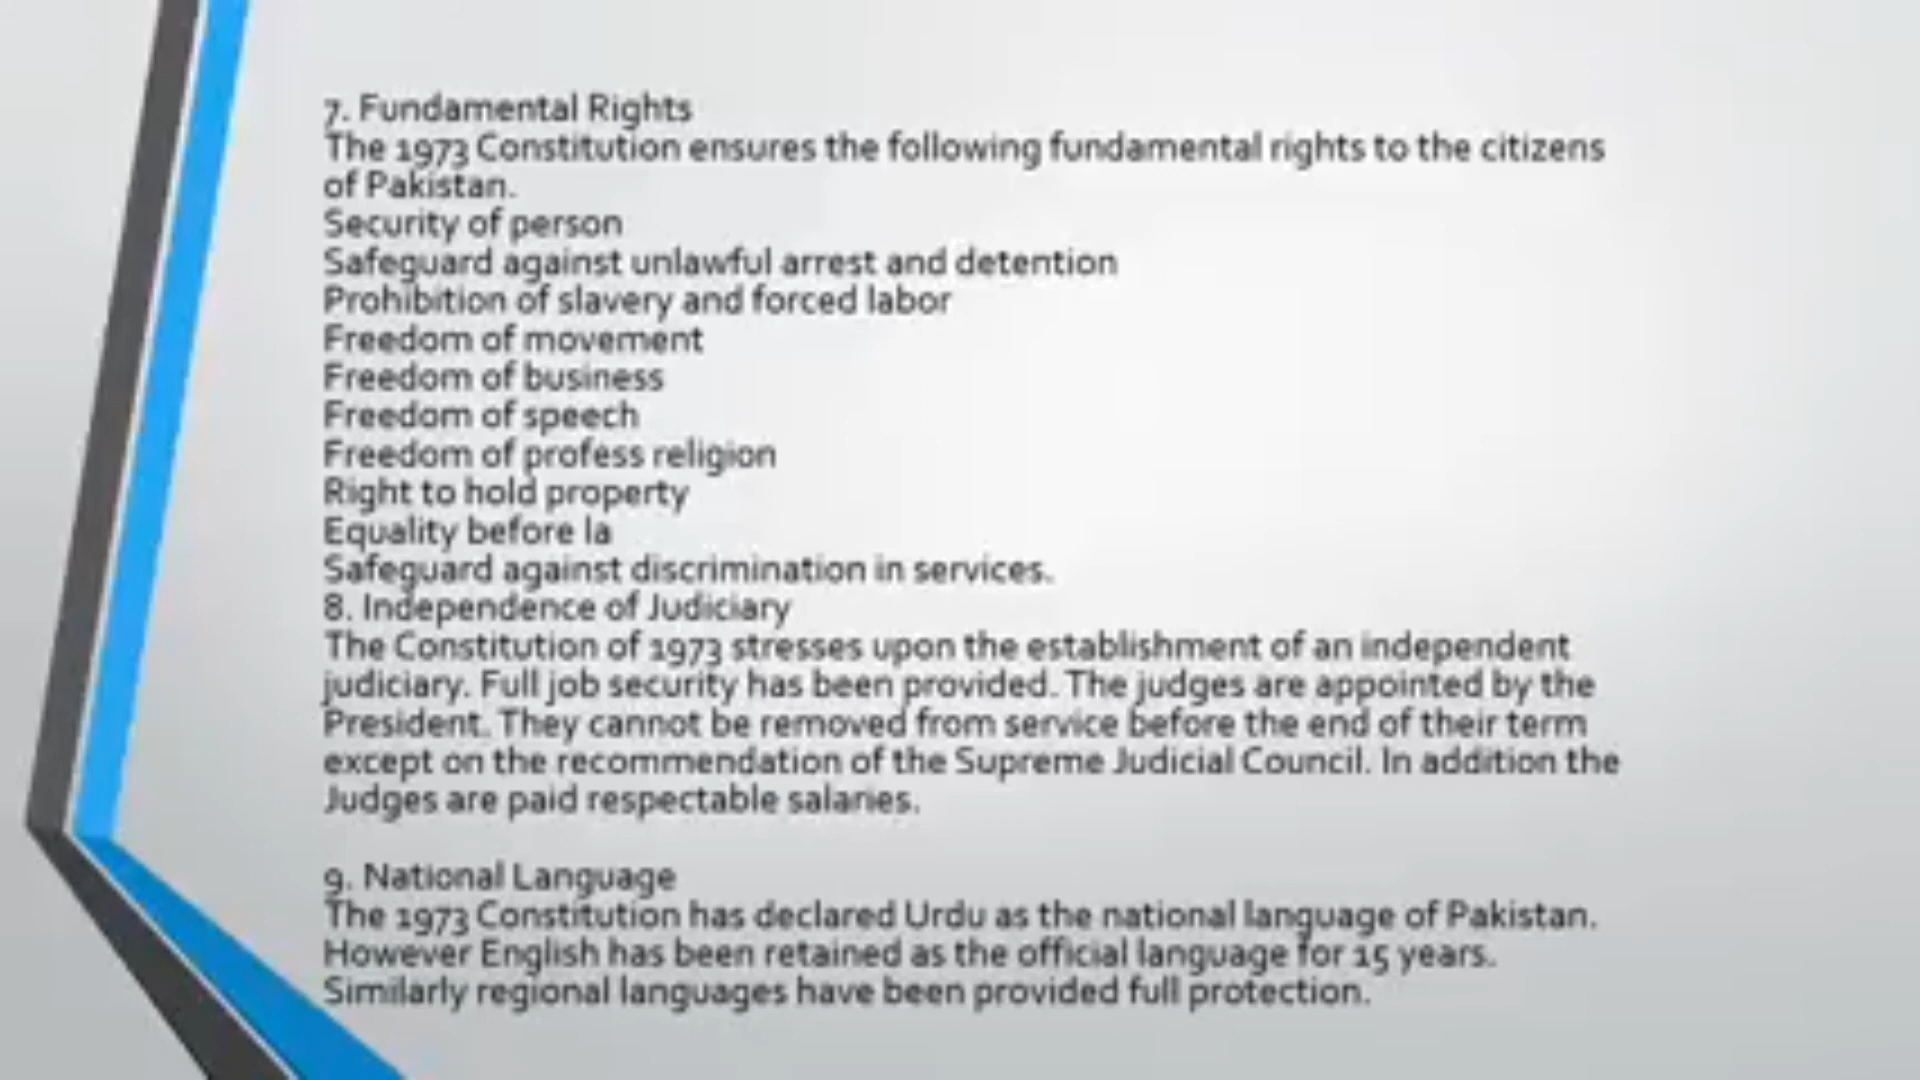 7. Fundamental Rights
The 1973 Constitution ensures the following fundamental rights to the citizens
of Pakistan.
Security of person
Safeguard against unlawful arrest and detention
Prohibition of slavery and forced labor
Freedom of movement
Freedom of business
Freedom of speech
Freedom of profess religion
Right to hold property
Equality before la
Safeguard against discrimination in services.
8. Independence of Judiciary
The Constitution of 1973 stresses upon the establishment of an independent
judiciary. Full job security has been provided. The judges are appointed by the
President. They cannot be removed from service before the end of their term
except on the recommendation of the Supreme Judicial Council. In addition the
Judges are paid respectable salaries.
9. National Language
The 1973 Constitution has declared Urdu as the national language of Pakistan.
However English has been retained as the official language for 15 years.
Similarly regional languages have been provided full protection.